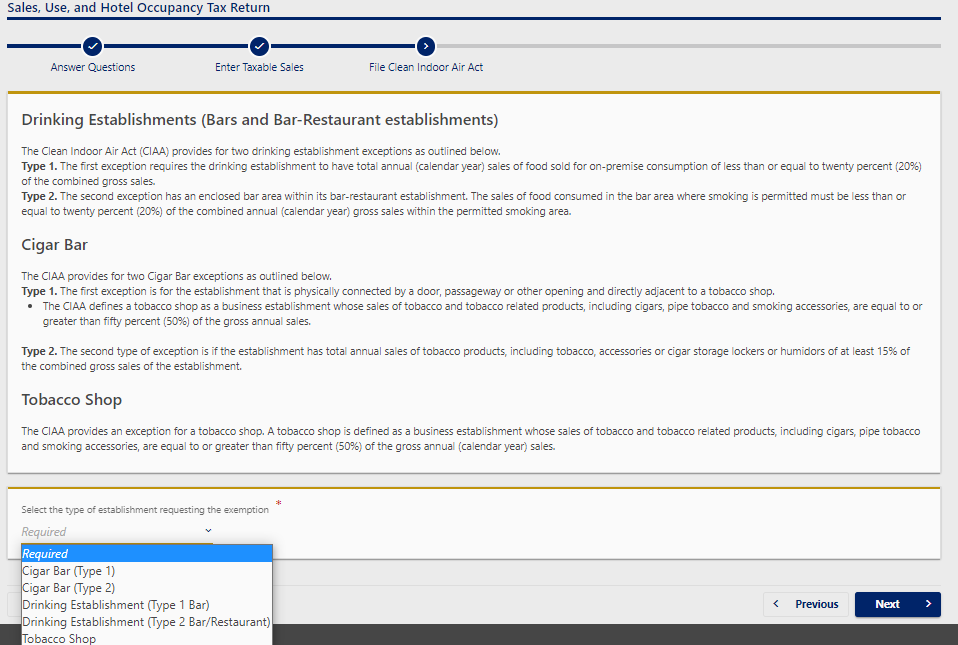 Sales, Use, and Hotel Occupancy Tax Return
Answer Questions
Enter Taxable Sales
File Clean Indoor Air Act
Drinking Establishments (Bars and Bar-Restaurant establishments)
The Clean Indoor Air Act (CIAA) provides for two drinking establishment exceptions as outlined below.
Type 1. The first exception requires the drinking establishment to have total annual (calendar year) sales of food sold for on-premise consumption of less than or equal to twenty percent (20%)
of the combined gross sales.
Type 2. The second exception has an enclosed bar area within its bar-restaurant establishment. The sales of food consumed in the bar area where smoking is permitted must be less than or
equal to twenty percent (20%) of the combined annual (calendar year) gross sales within the permitted smoking area.
Cigar Bar
The CIAA provides for two Cigar Bar exceptions as outlined below.
Type 1. The first exception is for the establishment that is physically connected by a door, passageway or other opening and directly adjacent to a tobacco shop.
• The CIAA defines a tobacco shop as a business establishment whose sales of tobacco and tobacco related products, including cigars, pipe tobacco and smoking accessories, are equal to or
greater than fifty percent (50%) of the gross annual sales.
Type 2. The second type of exception is if the establishment has total annual sales of tobacco products, including tobacco, accessories or cigar storage lockers or humidors of at least 15% of
the combined gross sales of the establishment.
Tobacco Shop
The CIAA provides an exception for a tobacco shop. A tobacco shop is defined as a business establishment whose sales of tobacco and tobacco related products, including cigars, pipe tobacco
and smoking accessories, are equal to or greater than fifty percent (50%) of the gross annual (calendar year) sales.
Select the type of establishment requesting the exemption *
Required
Required
Cigar Bar (Type 1)
Cigar Bar (Type 2)
Drinking Establishment (Type 1 Bar)
Drinking Establishment (Type 2 Bar/Restaurant)
Tobacco Shop
Previous
Next